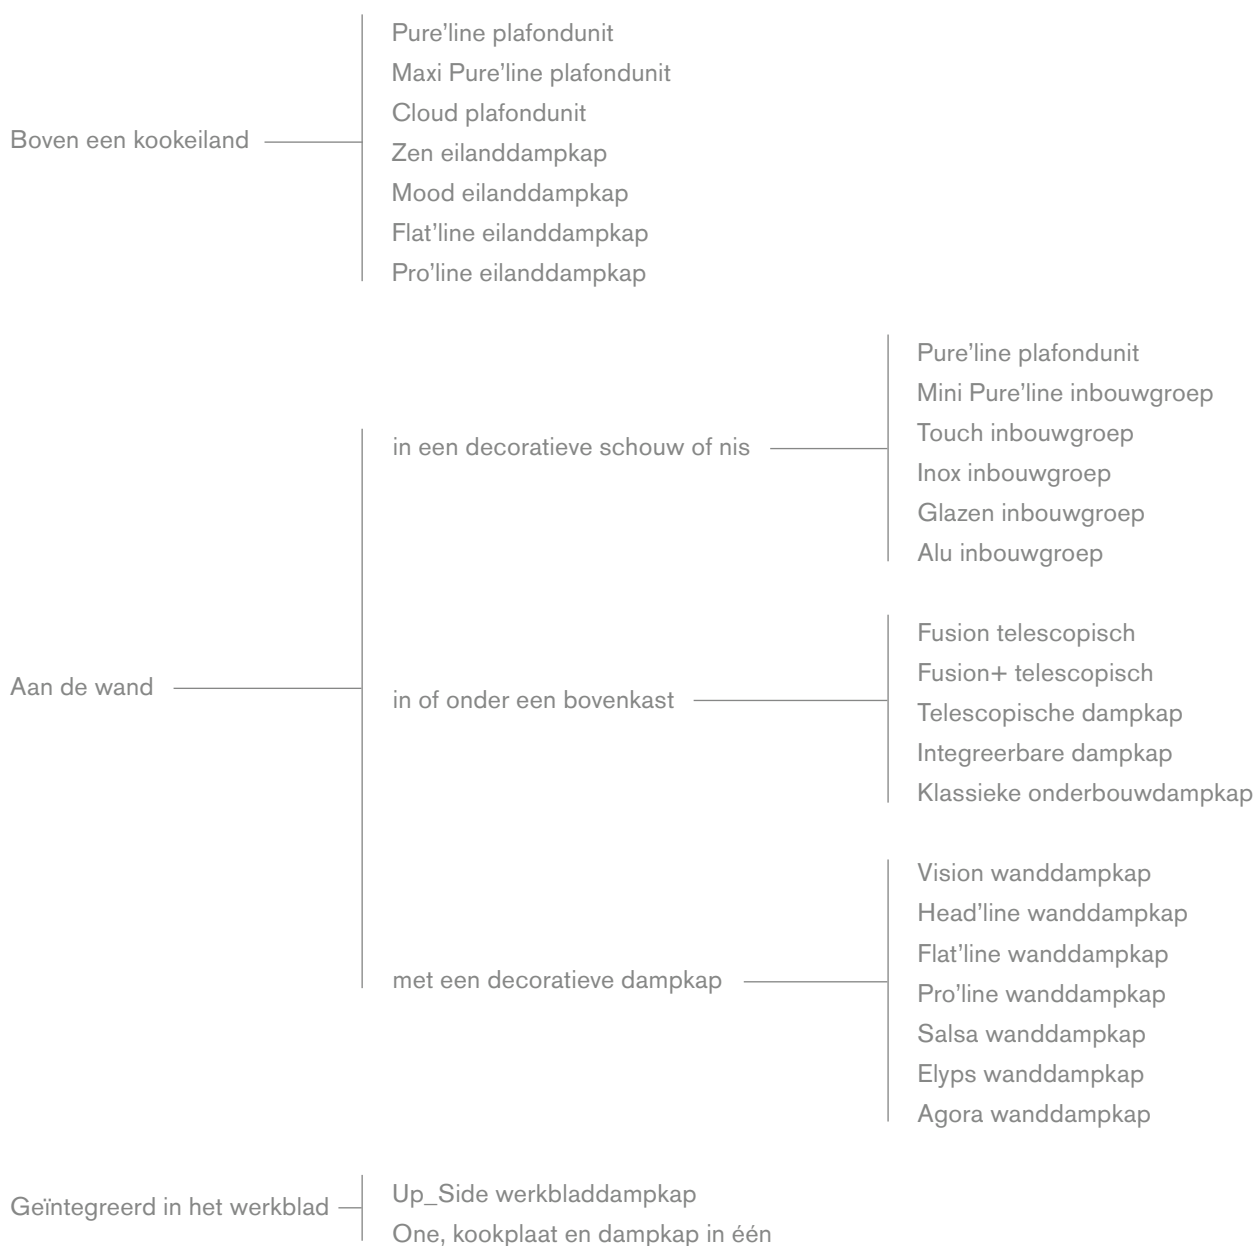 Boven een kookeiland
Pure’line plafondunit
Maxi Pure’line plafondunit
Cloud plafondunit
Zen eilanddampkap
Mood eilanddampkap
Flat’line eilanddampkap
Pro’line eilanddampkap
Aan de wand
in een decoratieve schouw of nis
Pure’line plafondunit
Mini Pure’line inbouwgroep
Touch inbouwgroep
Inox inbouwgroep
Glazen inbouwgroep
Alu inbouwgroep
in of onder een bovenkast
Fusion telescopisch
Fusion+ telescopisch
Telescopische dampkap
Integreerbare dampkap
Klassieke onderbouwdampkap
met een decoratieve dampkap
Vision wanddampkap
Head’line wanddampkap
Flat’line wanddampkap
Pro’line wanddampkap
Salsa wanddampkap
Elyps wanddampkap
Agora wanddampkap
Geïntegreerd in het werkblad
Up_Side werkbladdampkap
One, kookplaat en dampkap in één